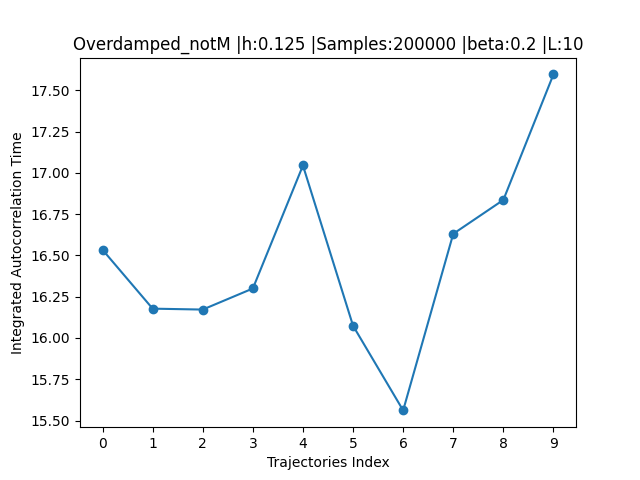 Overdamped_notM |h:0.125 |Samples:200000 |beta:0.2 |L:10
17.50
17.25
17.00
16.75
16.50
16.25
16.00
15.75
15.50
Integrated Autocorrelation Time
0 1 2 3 4 5 6 7 8 9
Trajectories Index